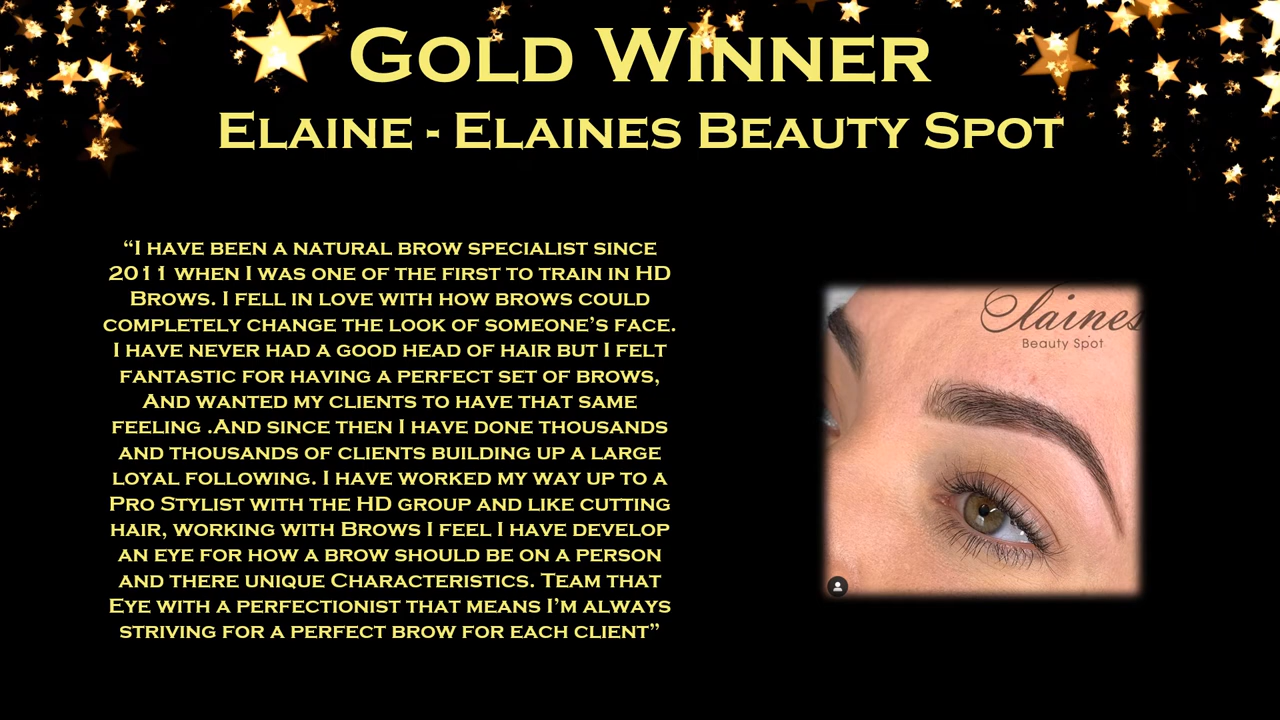 Gold Winner
Elaine - Elaines Beauty Spot
“I have been a natural brow specialist since
2011 when I was one of the first to train in HD
Brows. I fell in love with how brows could
completely change the look of someone’s face.
I have never had a good head of hair but I felt
fantastic for having a perfect set of brows,
And wanted my clients to have that same
feeling .And since then I have done thousands
and thousands of clients building up a large
loyal following. I have worked my way up to a
Pro Stylist with the HD group and like cutting
hair, working with Brows I feel I have develop
an eye for how a brow should be on a person
and there unique Characteristics. Team that
Eye with a perfectionist that means I’m always
striving for a perfect brow for each client”
Elaines
Beauty Spot